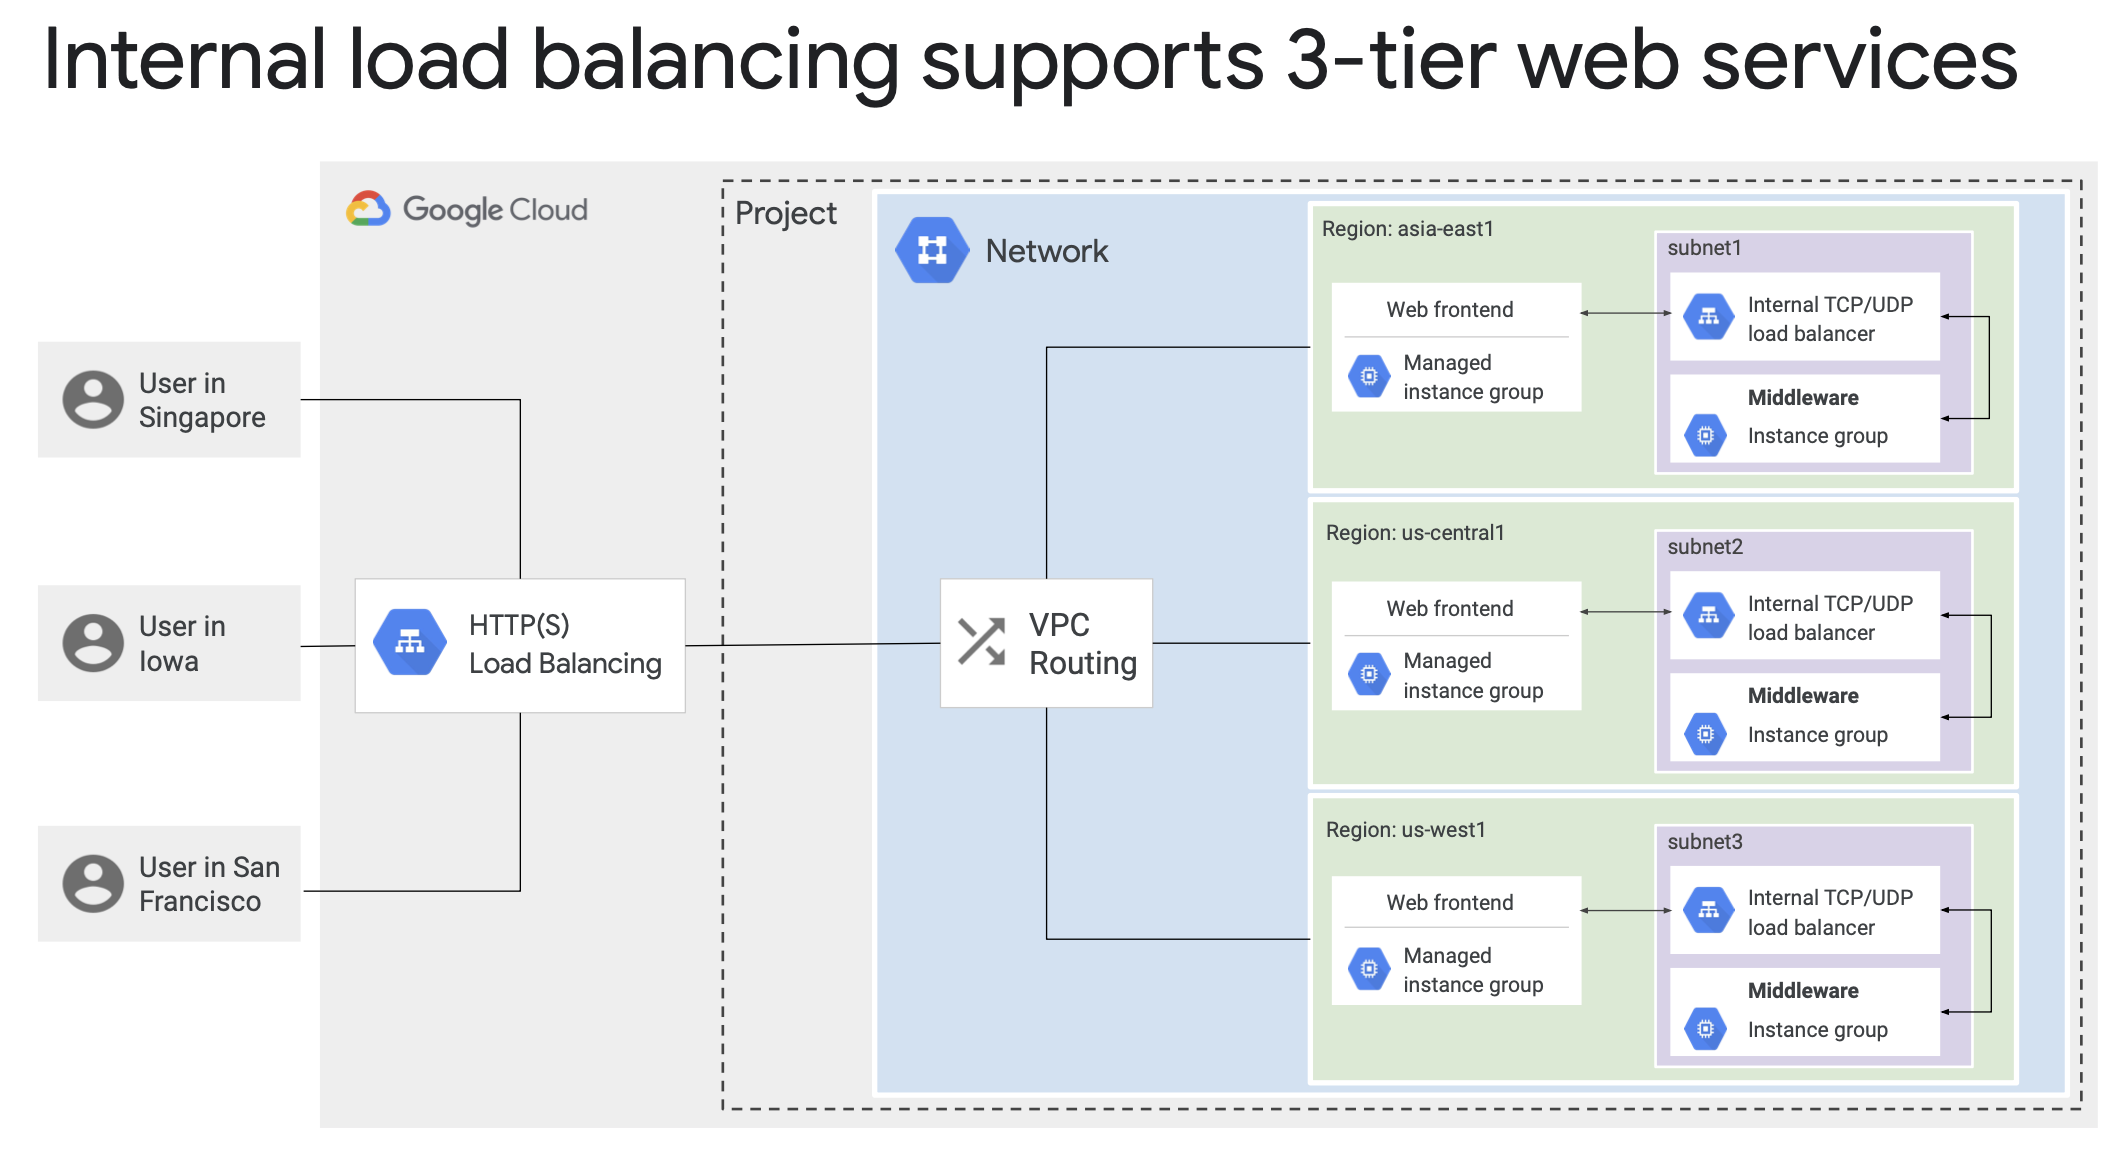 Internal load balancing supports 3-tier web services
Google Cloud
Project
Network
User in
Singapore
User in
Iowa
User in San
Francisco
HTTP(S)
Load Balancing
VPC
Routing
Region: asia-east1
Web frontend
Managed
instance group
subnet1
Internal TCP/UDP
load balancer
Middleware
Instance group
Region: us-central1
Web frontend
Managed
instance group
subnet2
Internal TCP/UDP
load balancer
Middleware
Instance group
Region: us-west1
Web frontend
Managed
instance group
subnet3
Internal TCP/UDP
load balancer
Middleware
Instance group